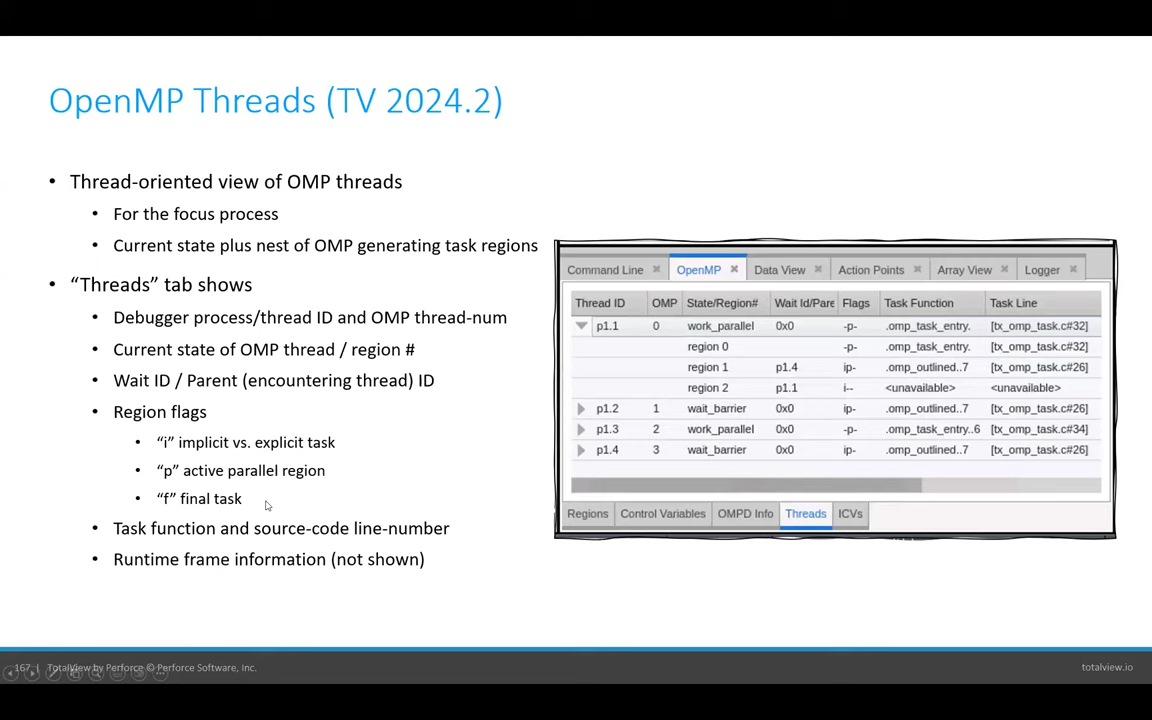 OpenMP Threads (TV 2024.2)
• Thread-oriented view of OMP threads
• For the focus process
• Current state plus nest of OMP generating task regions
• “Threads” tab shows
• Debugger process/thread ID and OMP thread-num
• Current state of OMP thread / region #
• Wait ID / Parent (encountering thread) ID
• Region flags
• “i” implicit vs. explicit task
• “p” active parallel region
• “f” final task
• Task function and source-code line-number
• Runtime frame information (not shown)
Command Line OpenMP Data View Action Points Array View Logger
Thread ID OMP State/Region# Wait Id/Pare Flags Task Function Task Line
p1.1 0 work_parallel 0x0 -p- .omp_task_entry. [tx_omp_task.c#32]
region 0 -p- .omp_task_entry. [tx_omp_task.c#32]
region 1 p1.4 ip- .omp_outlined..7 [tx_omp_task.c#26]
region 2 p1.1 i-- <unavailable> <unavailable>
p1.2 1 wait_barrier 0x0 ip- .omp_outlined..7 [tx_omp_task.c#26]
p1.3 2 work_parallel 0x0 -p- .omp_task_entry..6 [tx_omp_task.c#34]
p1.4 3 wait_barrier 0x0 ip- .omp_outlined..7 [tx_omp_task.c#26]
Regions Control Variables OMPD Info Threads ICVs
167 | TotalView by Perforce © Perforce Software, Inc.
totalview.io